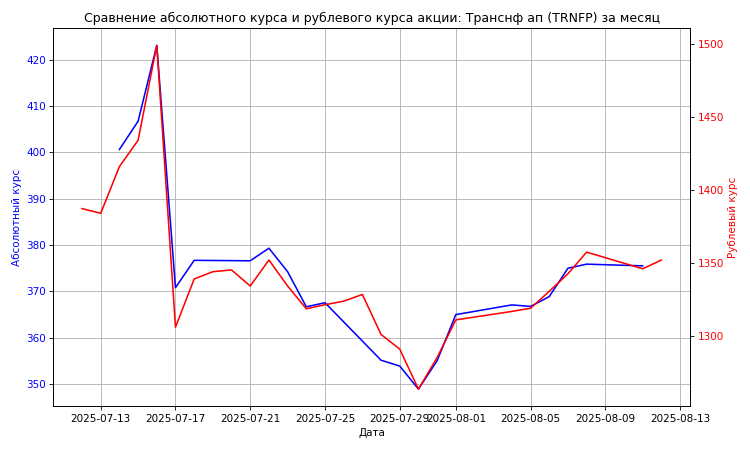 Сравнение абсолютного курса и рублевого курса акции: Транснф ап (TRNFP) за месяц
Абсолютный курс
420
410
400
390
380
370
360
350
1500
1450
1400
1350
1300
Рублевый курс
2025-07-13 2025-07-17 2025-07-21 2025-07-25 2025-07-29 2025-08-01 2025-08-05 2025-08-09 2025-08-13
Дата